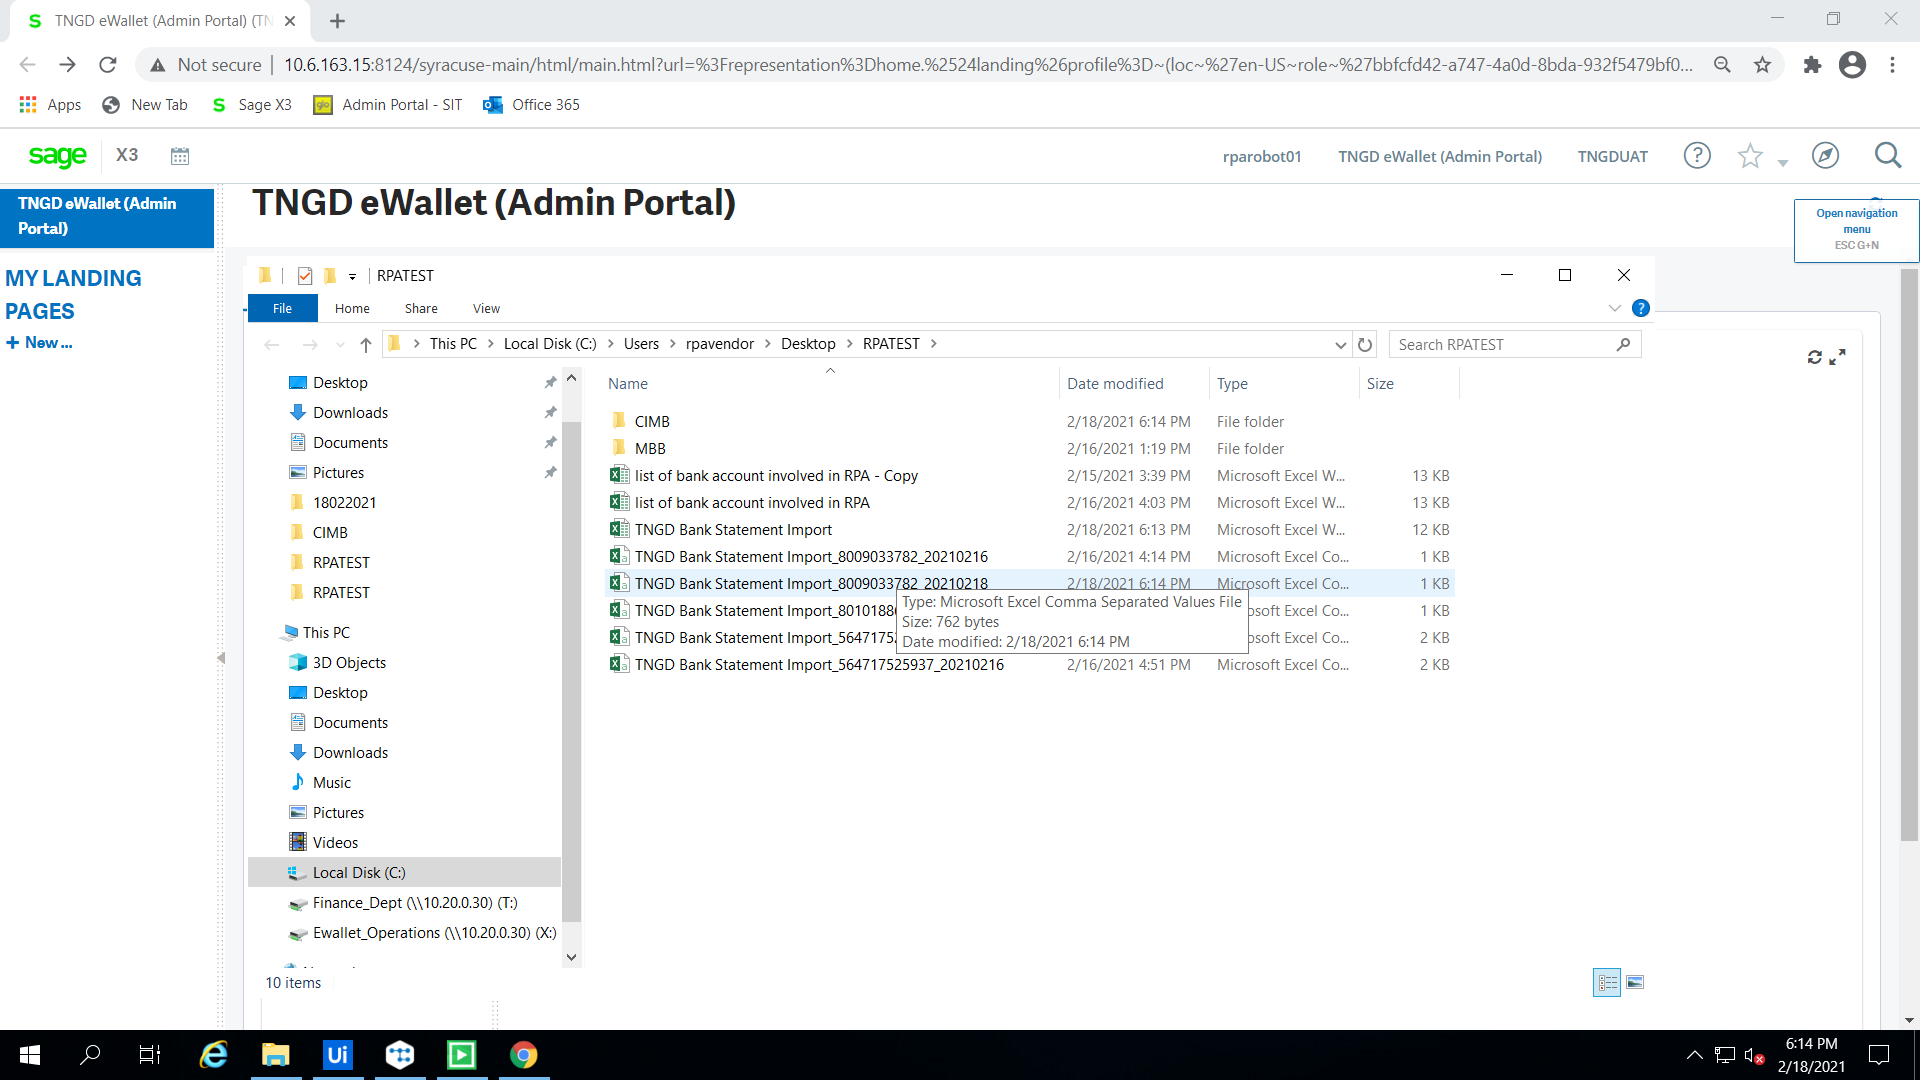 TNGD eWallet (Admin Portal) (TN
Not secure
10.6.163.15:8124/syracuse-main/html/main.html?url=%3Frepresentation%3Dhome.%2524landing%26profile%3D~(loc~%27en-US~role~%27bbfcfd42-a747-4a0d-8bda-932f5479bf0...
Apps
New Tab
Sage X3
Admin Portal - SIT
Office 365
sage
X3
rparobot01
TNGD eWallet (Admin Portal)
TNGDUAT
TNGD eWallet (Admin
Portal)
MY LANDING
PAGES
+ New ...
TNGD eWallet (Admin Portal)
Open navigation
menu
ESC G+N
RPATEST
File
Home
Share
View
This PC > Local Disk (C:) > Users > rpavendor > Desktop > RPATEST >
Search RPATEST
Desktop
Downloads
Documents
Pictures
18022021
CIMB
RPATEST
RPATEST
This PC
3D Objects
Desktop
Documents
Downloads
Music
Pictures
Videos
Local Disk (C:)
Finance_Dept (\\10.20.0.30) (T:)
Ewallet_Operations (\\10.20.0.30) (X:)
Name Date modified Type Size
CIMB 2/18/2021 6:14 PM File folder
MBB 2/16/2021 1:19 PM File folder
list of bank account involved in RPA - Copy 2/15/2021 3:39 PM Microsoft Excel W... 13 KB
list of bank account involved in RPA 2/16/2021 4:03 PM Microsoft Excel W... 13 KB
TNGD Bank Statement Import 2/18/2021 6:13 PM Microsoft Excel W... 12 KB
TNGD Bank Statement Import_8009033782_20210216 2/16/2021 4:14 PM Microsoft Excel Co... 1 KB
TNGD Bank Statement Import_8009033782_20210218 2/18/2021 6:14 PM Microsoft Excel Co... 1 KB
TNGD Bank Statement Import_8010188 soft Excel Co... 1 KB
TNGD Bank Statement Import_5647175 soft Excel Co... 2 KB
TNGD Bank Statement Import_564717525937_20210216 2/16/2021 4:51 PM Microsoft Excel Co... 2 KB
Type: Microsoft Excel Comma Separated Values File
Size: 762 bytes
Date modified: 2/18/2021 6:14 PM
10 items
Ui
6:14 PM
2/18/2021